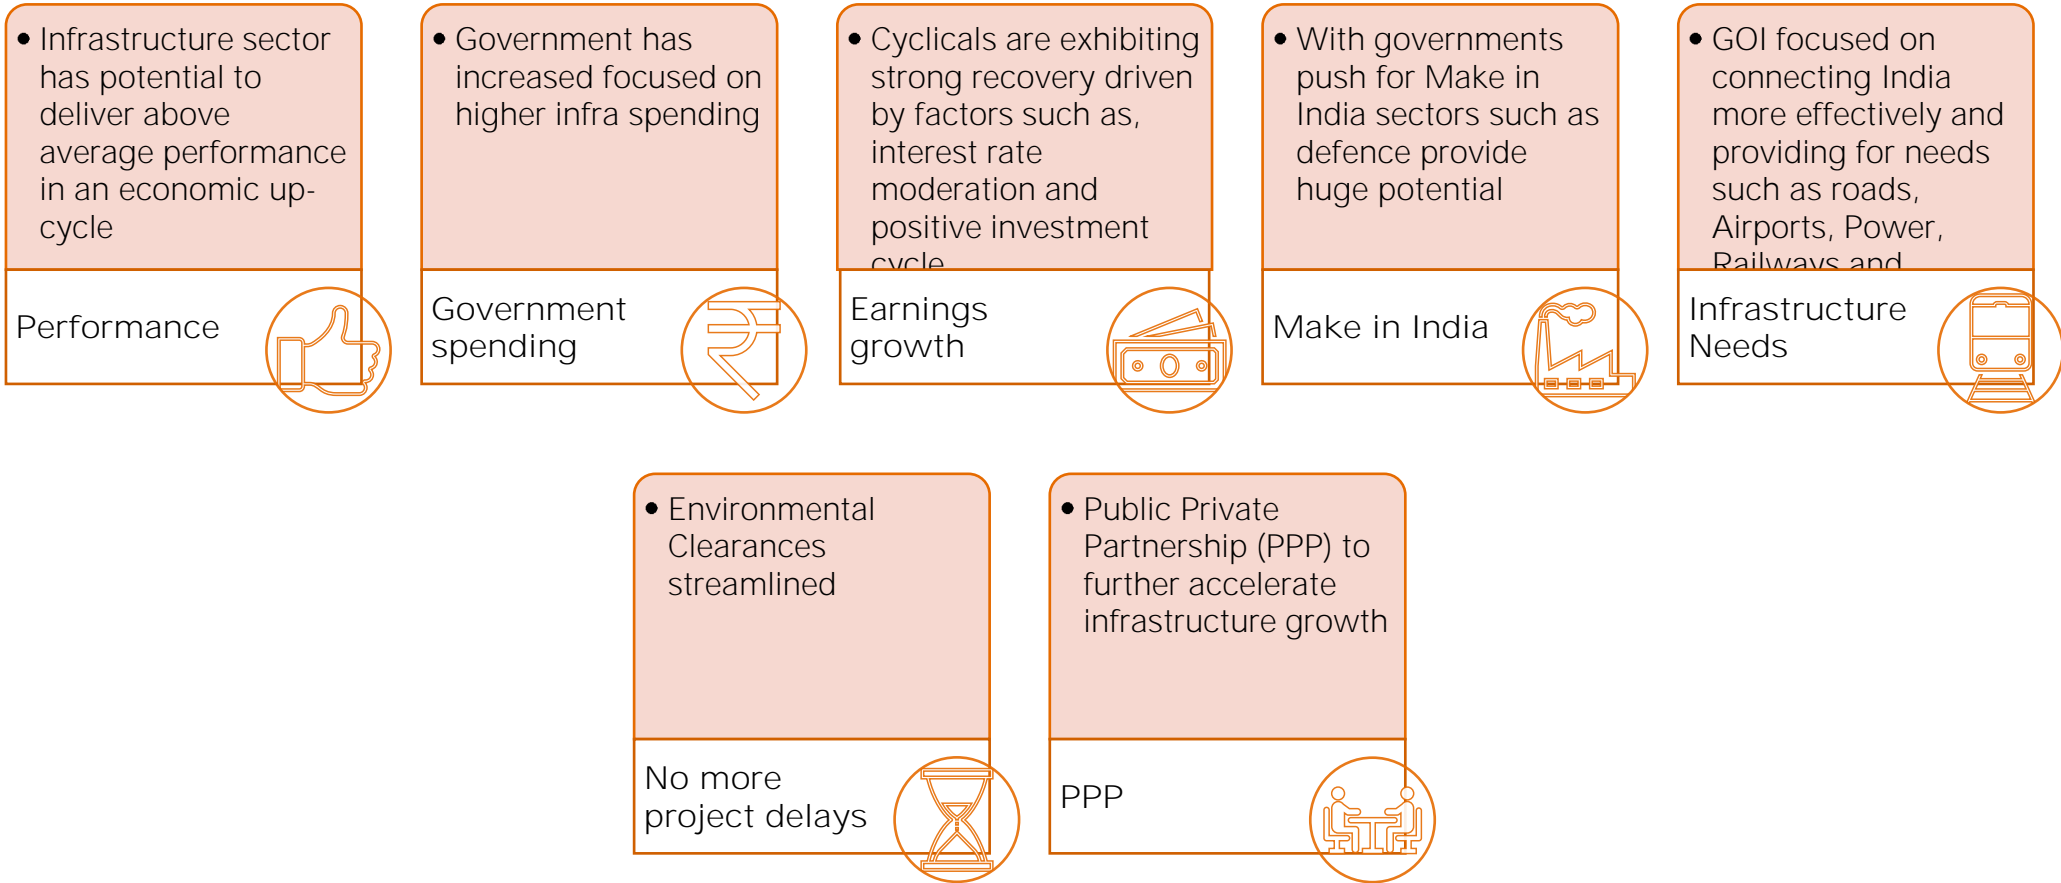 • Infrastructure sector
has potential to
deliver above
average performance
in an economic up-
cycle
Performance
• Government has
increased focused on
higher infra spending
Government
spending
• Cyclicals are exhibiting
strong recovery driven
by factors such as,
interest rate
moderation and
positive investment
cycle
Earnings
growth
• With governments
push for Make in
India sectors such as
defence provide
huge potential
Make in India
• GOI focused on
connecting India
more effectively and
providing for needs
such as roads,
Airports, Power,
Railways and
Infrastructure
Needs
• Environmental
Clearances
streamlined
No more
project delays
• Public Private
Partnership (PPP) to
further accelerate
infrastructure growth
PPP